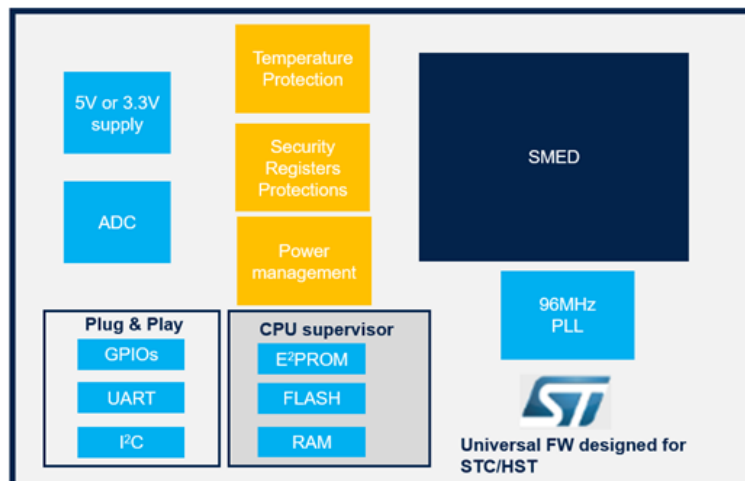 Temperature
Protection
5V or 3.3V
supply
Security
Registers
Protections
SMED
ADC
Power
management
96MHz
PLL
Plug & Play
GPIOs
UART
I²C
CPU supervisor
E²PROM
FLASH
RAM
ST
Universal FW designed for
STC/HST